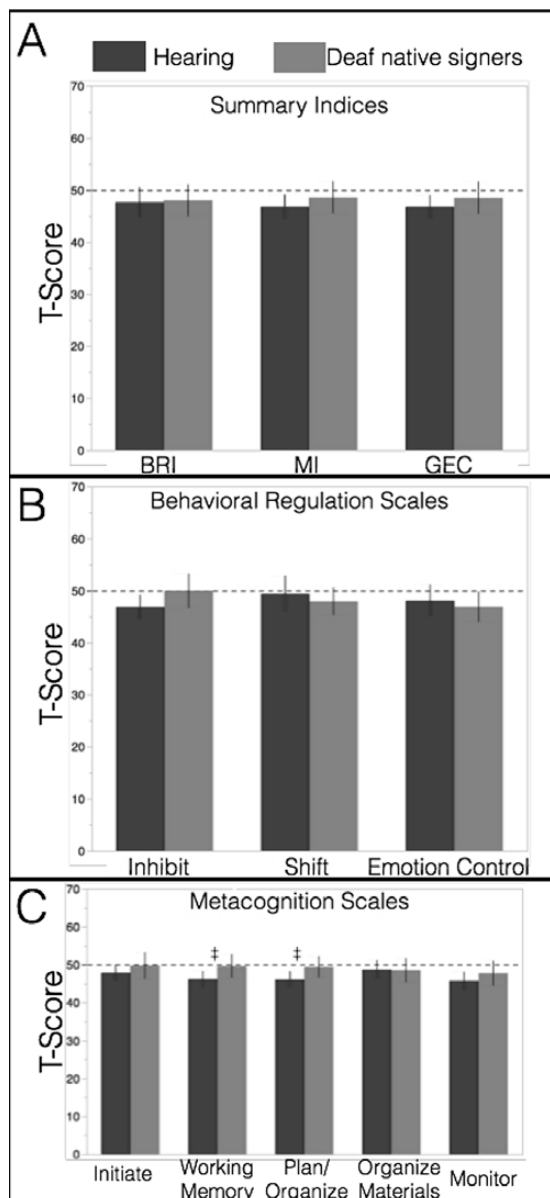 A
Hearing Deaf native signers
Summary Indices
T-Score
70
60
50
40
30
20
10
0
BRI MI GEC
B
Behavioral Regulation Scales
T-Score
70
60
50
40
30
20
10
0
Inhibit Shift Emotion Control
C
Metacognition Scales
T-Score
70
60
50
40
30
20
10
0
‡ ‡
Initiate Working Plan/ Organize Monitor
Memory Organize Materials